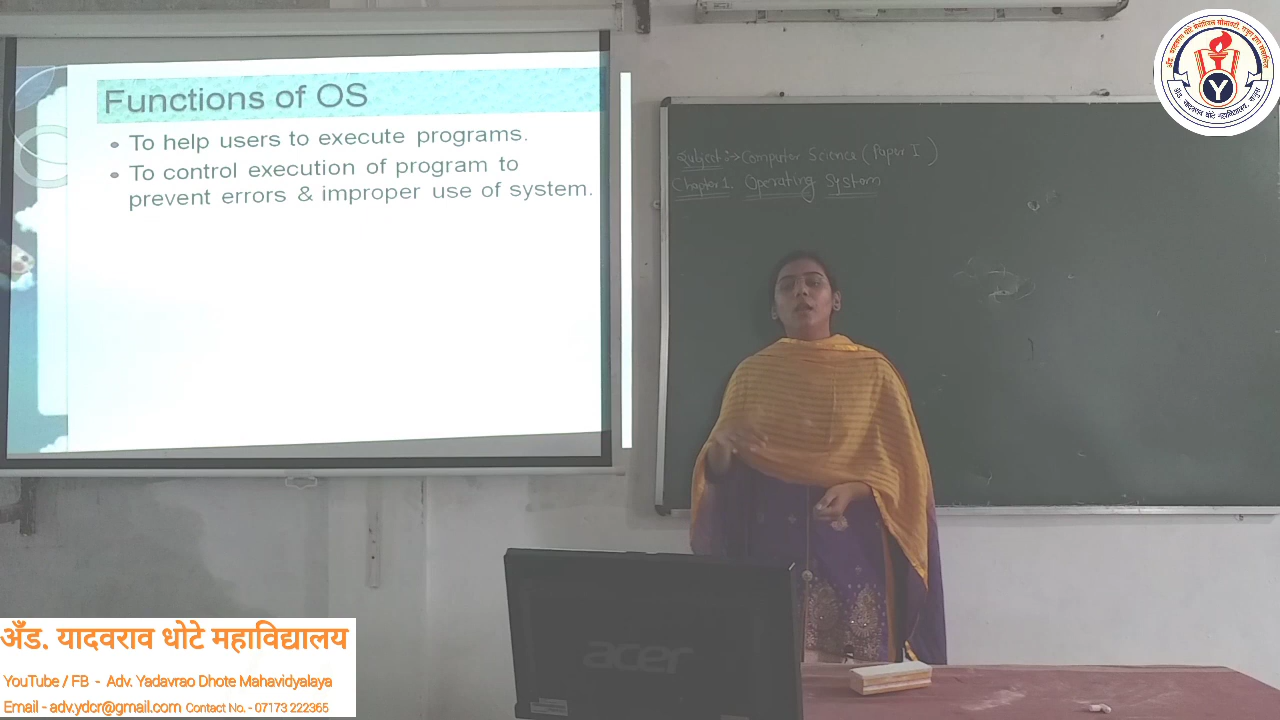 Functions of OS
• To help users to execute programs.
• To control execution of program to
prevent errors & improper use of system.
Subject :-> Computer Science (Paper I)
Chapter 1. Operating System
acer
Y
अँड. यादवराव धोटे महाविद्यालय
YouTube / FB - Adv. Yadavrao Dhote Mahavidyalaya
Email - adv.ydcr@gmail.com Contact No. - 07173 222365